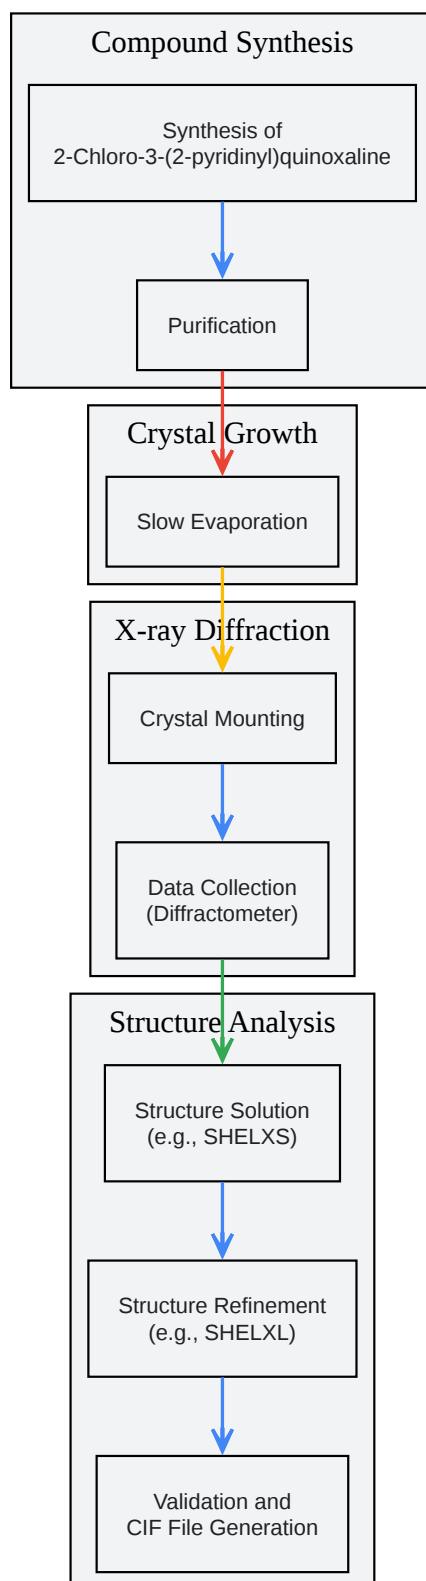 Compound Synthesis
Synthesis of
2-Chloro-3-(2-pyridinyl)quinoxaline
Purification
Crystal Growth
Slow Evaporation
X-ray Diffraction
Crystal Mounting
Data Collection
(Diffractometer)
Structure Analysis
Structure Solution
(e.g., SHELXS)
Structure Refinement
(e.g., SHELXL)
Validation and
CIF File Generation